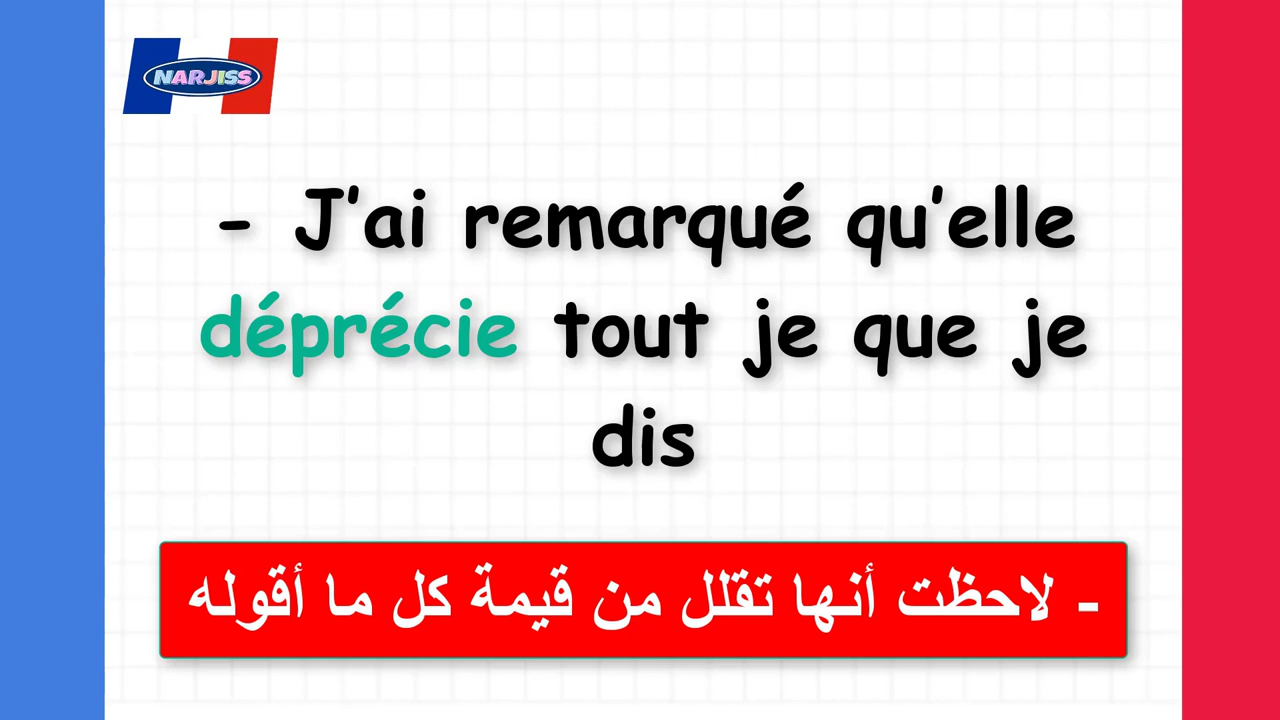 NARJISS
- J’ai remarqué qu’elle
déprécie tout je que je
dis
- لاحظت أنها تقلل من قيمة كل ما أقوله